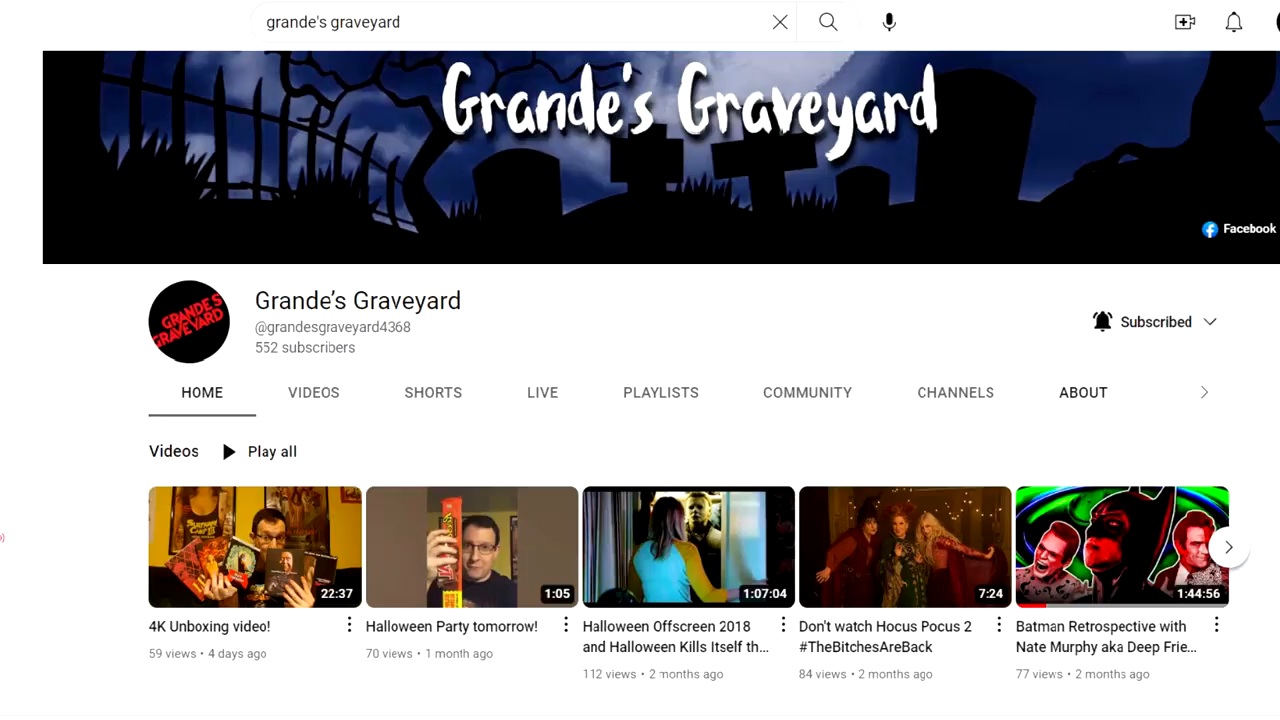 grande's graveyard
Grande's Graveyard
Facebook
GRANDE'S
GRAVEYARD
Grande’s Graveyard
@grandesgraveyard4368
552 subscribers
Subscribed
HOME VIDEOS SHORTS LIVE PLAYLISTS COMMUNITY CHANNELS ABOUT
Videos Play all
22:37 1:05 1:07:04 7:24 1:44:56
4K Unboxing video!
59 views • 4 days ago
Halloween Party tomorrow!
70 views • 1 month ago
Halloween Offscreen 2018
and Halloween Kills Itself th...
112 views • 2 months ago
Don't watch Hocus Pocus 2
#TheBitchesAreBack
84 views • 2 months ago
Batman Retrospective with
Nate Murphy aka Deep Frie...
77 views • 2 months ago